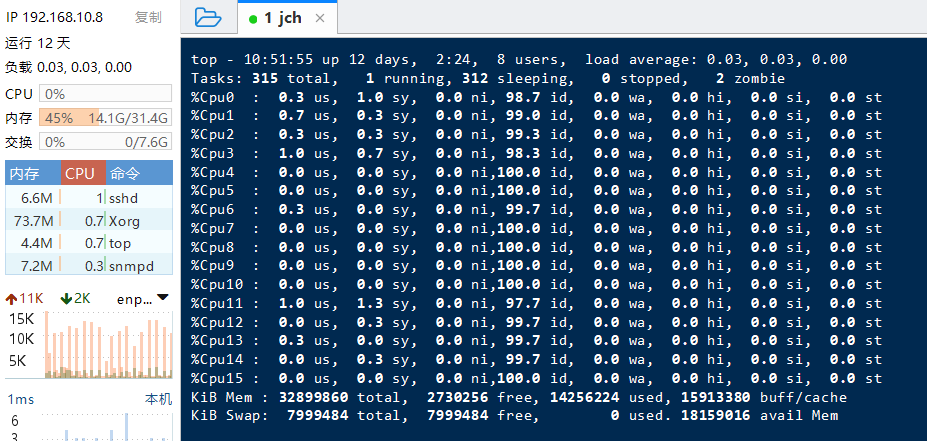 IP 192.168.10.8 复制
运行 12 天
负载 0.03, 0.03, 0.00
CPU 0%
内存 45% 14.1G/31.4G
交换 0% 0/7.6G
内存 CPU 命令
6.6M 1 sshd
73.7M 0.7 Xorg
4.4M 0.7 top
7.2M 0.3 snmpd
11K 2K enp...
15K
10K
5K
1ms 本机
6
3
1 jch ×
top - 10:51:55 up 12 days,  2:24,  8 users,  load average: 0.03, 0.03, 0.00
Tasks: 315 total,   1 running, 312 sleeping,   0 stopped,   2 zombie
%Cpu0  :  0.3 us,  1.0 sy,  0.0 ni, 98.7 id,  0.0 wa,  0.0 hi,  0.0 si,  0.0 st
%Cpu1  :  0.7 us,  0.3 sy,  0.0 ni, 99.0 id,  0.0 wa,  0.0 hi,  0.0 si,  0.0 st
%Cpu2  :  0.3 us,  0.3 sy,  0.0 ni, 99.3 id,  0.0 wa,  0.0 hi,  0.0 si,  0.0 st
%Cpu3  :  1.0 us,  0.7 sy,  0.0 ni, 98.3 id,  0.0 wa,  0.0 hi,  0.0 si,  0.0 st
%Cpu4  :  0.0 us,  0.0 sy,  0.0 ni,100.0 id,  0.0 wa,  0.0 hi,  0.0 si,  0.0 st
%Cpu5  :  0.0 us,  0.0 sy,  0.0 ni,100.0 id,  0.0 wa,  0.0 hi,  0.0 si,  0.0 st
%Cpu6  :  0.3 us,  0.0 sy,  0.0 ni, 99.7 id,  0.0 wa,  0.0 hi,  0.0 si,  0.0 st
%Cpu7  :  0.0 us,  0.0 sy,  0.0 ni,100.0 id,  0.0 wa,  0.0 hi,  0.0 si,  0.0 st
%Cpu8  :  0.0 us,  0.0 sy,  0.0 ni,100.0 id,  0.0 wa,  0.0 hi,  0.0 si,  0.0 st
%Cpu9  :  0.0 us,  0.0 sy,  0.0 ni,100.0 id,  0.0 wa,  0.0 hi,  0.0 si,  0.0 st
%Cpu10 :  0.0 us,  0.0 sy,  0.0 ni,100.0 id,  0.0 wa,  0.0 hi,  0.0 si,  0.0 st
%Cpu11 :  1.0 us,  1.3 sy,  0.0 ni, 97.7 id,  0.0 wa,  0.0 hi,  0.0 si,  0.0 st
%Cpu12 :  0.0 us,  0.3 sy,  0.0 ni, 99.7 id,  0.0 wa,  0.0 hi,  0.0 si,  0.0 st
%Cpu13 :  0.3 us,  0.0 sy,  0.0 ni, 99.7 id,  0.0 wa,  0.0 hi,  0.0 si,  0.0 st
%Cpu14 :  0.0 us,  0.3 sy,  0.0 ni, 99.7 id,  0.0 wa,  0.0 hi,  0.0 si,  0.0 st
%Cpu15 :  0.0 us,  0.0 sy,  0.0 ni,100.0 id,  0.0 wa,  0.0 hi,  0.0 si,  0.0 st
KiB Mem : 32899860 total,  2730256 free, 14256224 used, 15913380 buff/cache
KiB Swap:  7999484 total,  7999484 free,        0 used. 18159016 avail Mem